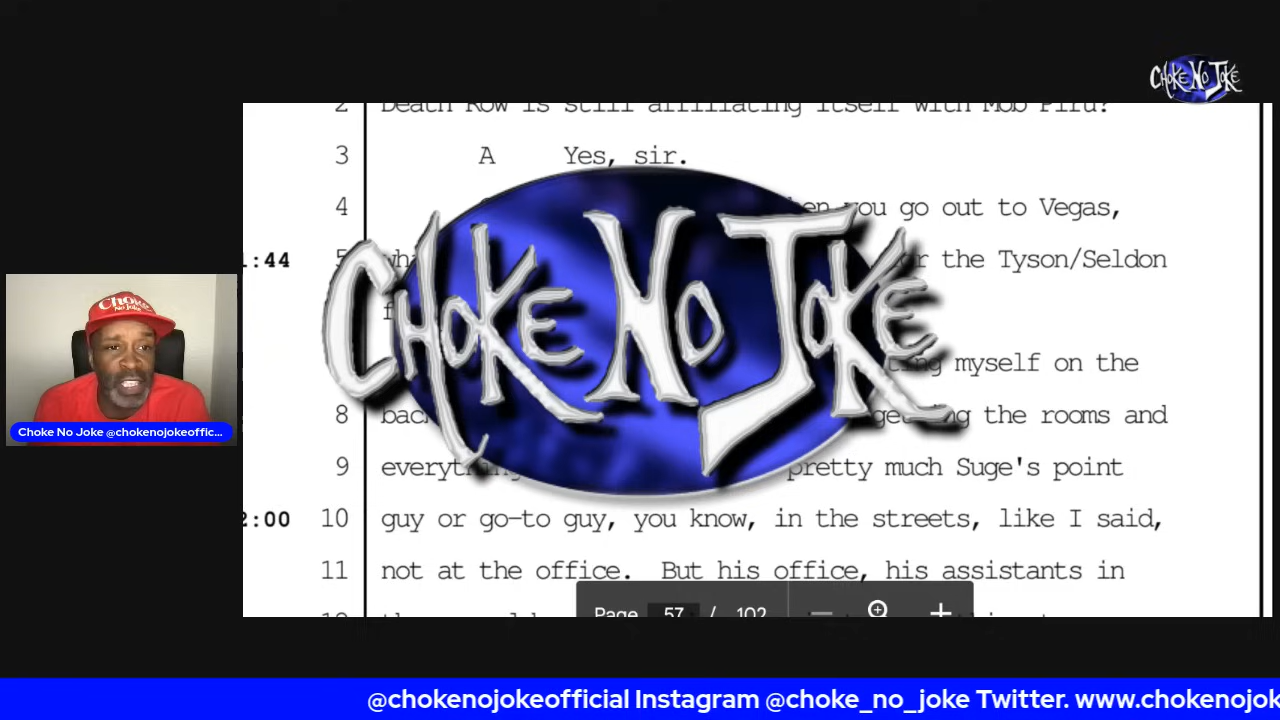 CHOKE NO JOKE
2 Death Row is still affiliating itself with Mob Piru?
3 A Yes, sir.
4 you go out to Vegas,
:44 5 the Tyson/Seldon
CHOKE NO JOKE
myself on the
8 the rooms and
9 everything pretty much Suge's point
:00 10 guy or go-to guy, you know, in the streets, like I said,
11 not at the office. But his office, his assistants in
Page 57 / 102
Choke No Joke
Choke No Joke @chokenojokeoffic...
@chokenojokeofficial Instagram @choke_no_joke Twitter. www.chokenojok